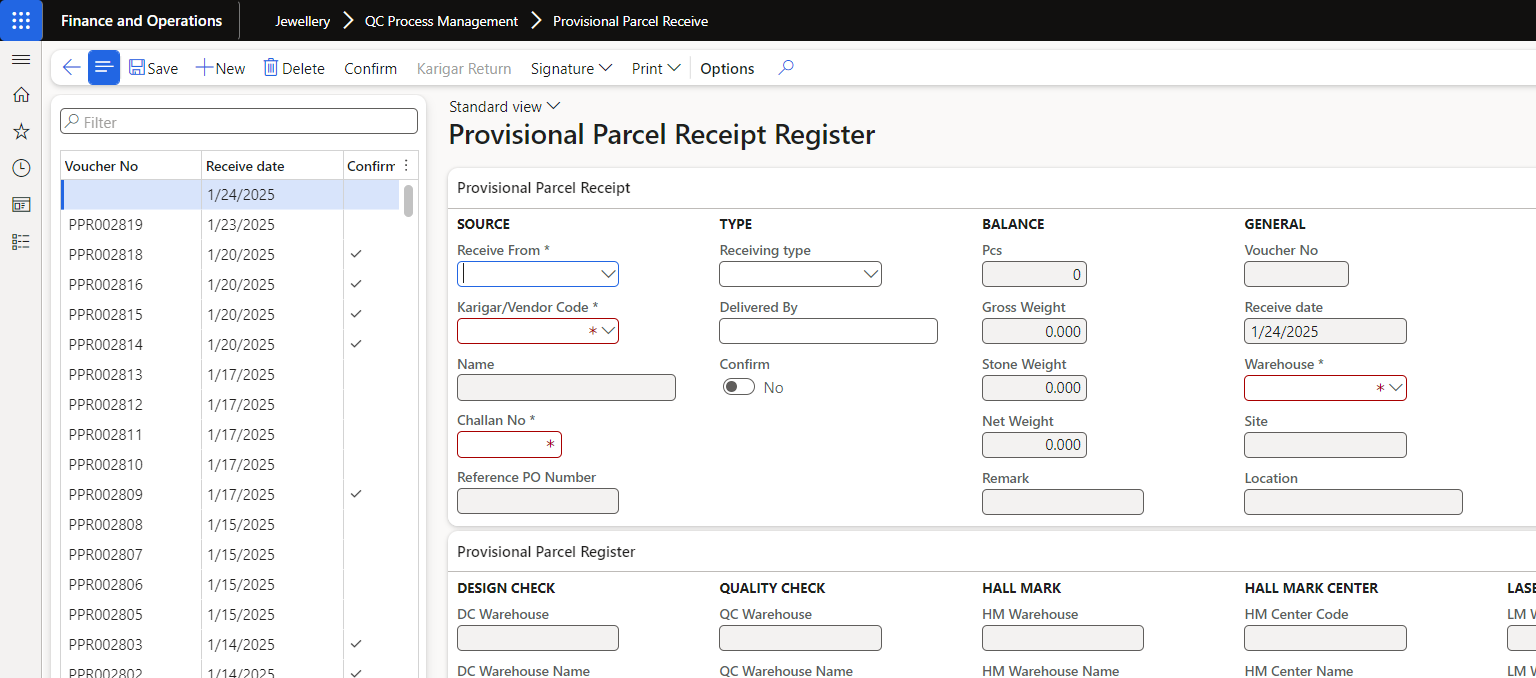 Finance and Operations
Jewellery > QC Process Management > Provisional Parcel Receive
Save New Delete Confirm Karigar Return Signature Print Options
Filter
Voucher No Receive date Confirm
1/24/2025
PPR002819 1/23/2025
PPR002818 1/20/2025
PPR002816 1/20/2025
PPR002815 1/20/2025
PPR002814 1/20/2025
PPR002813 1/17/2025
PPR002812 1/17/2025
PPR002811 1/17/2025
PPR002810 1/17/2025
PPR002809 1/17/2025
PPR002808 1/15/2025
PPR002807 1/15/2025
PPR002806 1/15/2025
PPR002805 1/15/2025
PPR002803 1/14/2025
PPR002802 1/14/2025
Standard view
Provisional Parcel Receipt Register
Provisional Parcel Receipt
SOURCE
Receive From *
Karigar/Vendor Code *
*
Name
Challan No *
*
Reference PO Number
TYPE
Receiving type
Delivered By
Confirm
No
BALANCE
Pcs
0
Gross Weight
0.000
Stone Weight
0.000
Net Weight
0.000
Remark
GENERAL
Voucher No
Receive date
1/24/2025
Warehouse *
*
Site
Location
Provisional Parcel Register
DESIGN CHECK
DC Warehouse
DC Warehouse Name
QUALITY CHECK
QC Warehouse
QC Warehouse Name
HALL MARK
HM Warehouse
HM Warehouse Name
HALL MARK CENTER
HM Center Code
HM Center Name
LASE
LM W
LM W